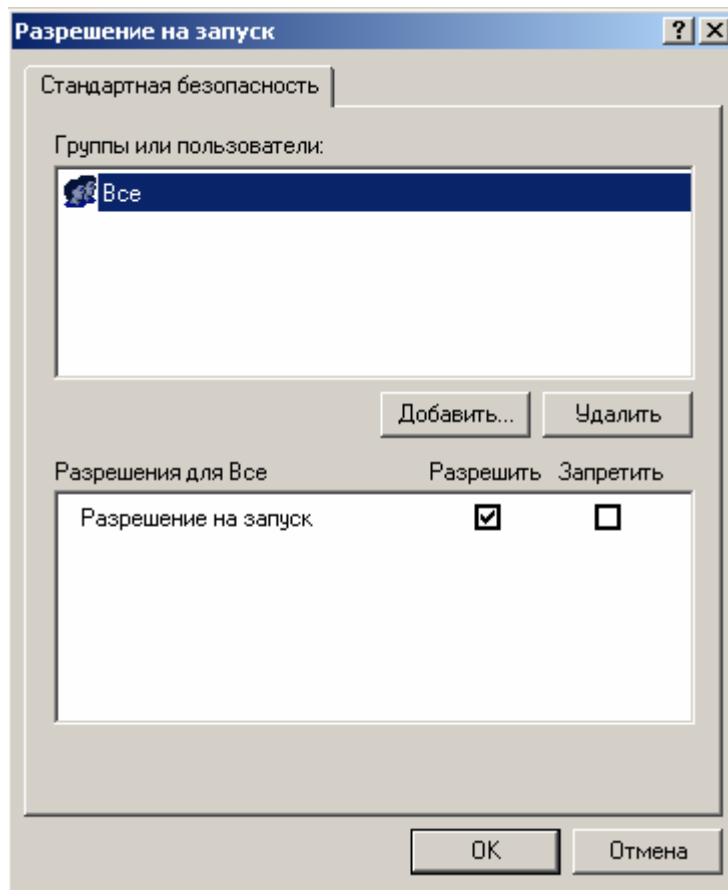 Разрешение на запуск
Стандартная безопасность
Группы или пользователи:
Все
Добавить... Удалить
Разрешения для Все Разрешить Запретить
Разрешение на запуск
OK Отмена